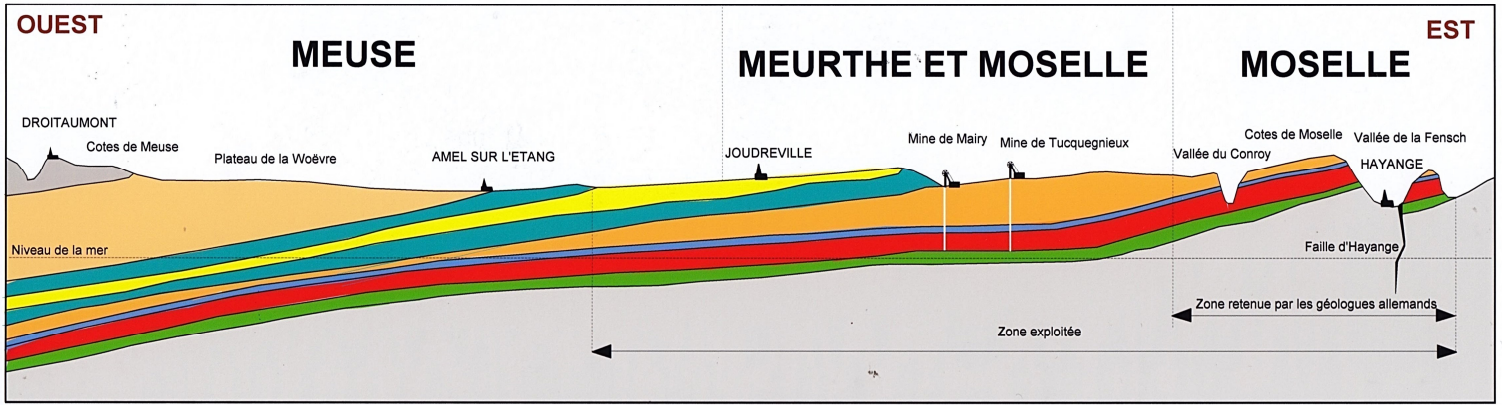 OUEST
EST
MEUSE
MEURTHE ET MOSELLE
MOSELLE
DROITAUMONT
Cotes de Meuse
Plateau de la Woëvre
AMEL SUR L'ETANG
JOUDREVILLE
Mine de Mairy
Mine de Tucquegnieux
Cotes de Moselle
Vallée de la Fensch
Vallée du Conroy
HAYANGE
Niveau de la mer
Faille d'Hayange
Zone retenue par les géologues allemands
Zone exploitée